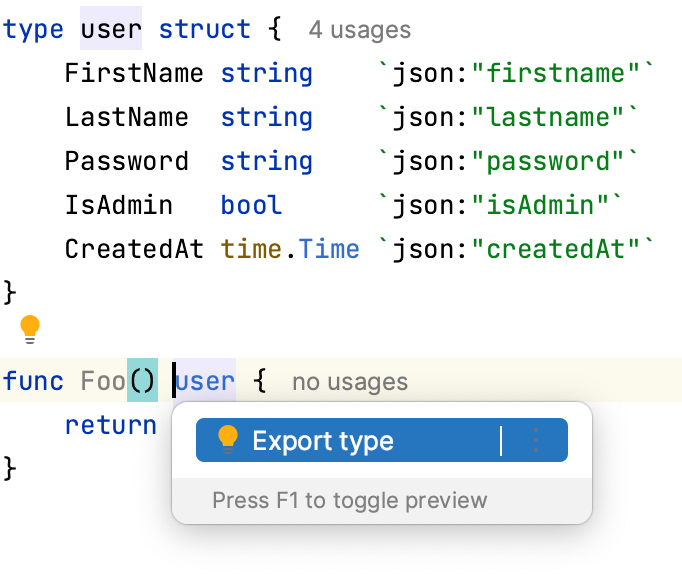 type user struct { 4 usages
FirstName string `json:"firstname"`
LastName string `json:"lastname"`
Password string `json:"password"`
IsAdmin bool `json:"isAdmin"`
CreatedAt time.Time `json:"createdAt"`
}
func Foo() user { no usages
return
Export type
}
Press F1 to toggle preview